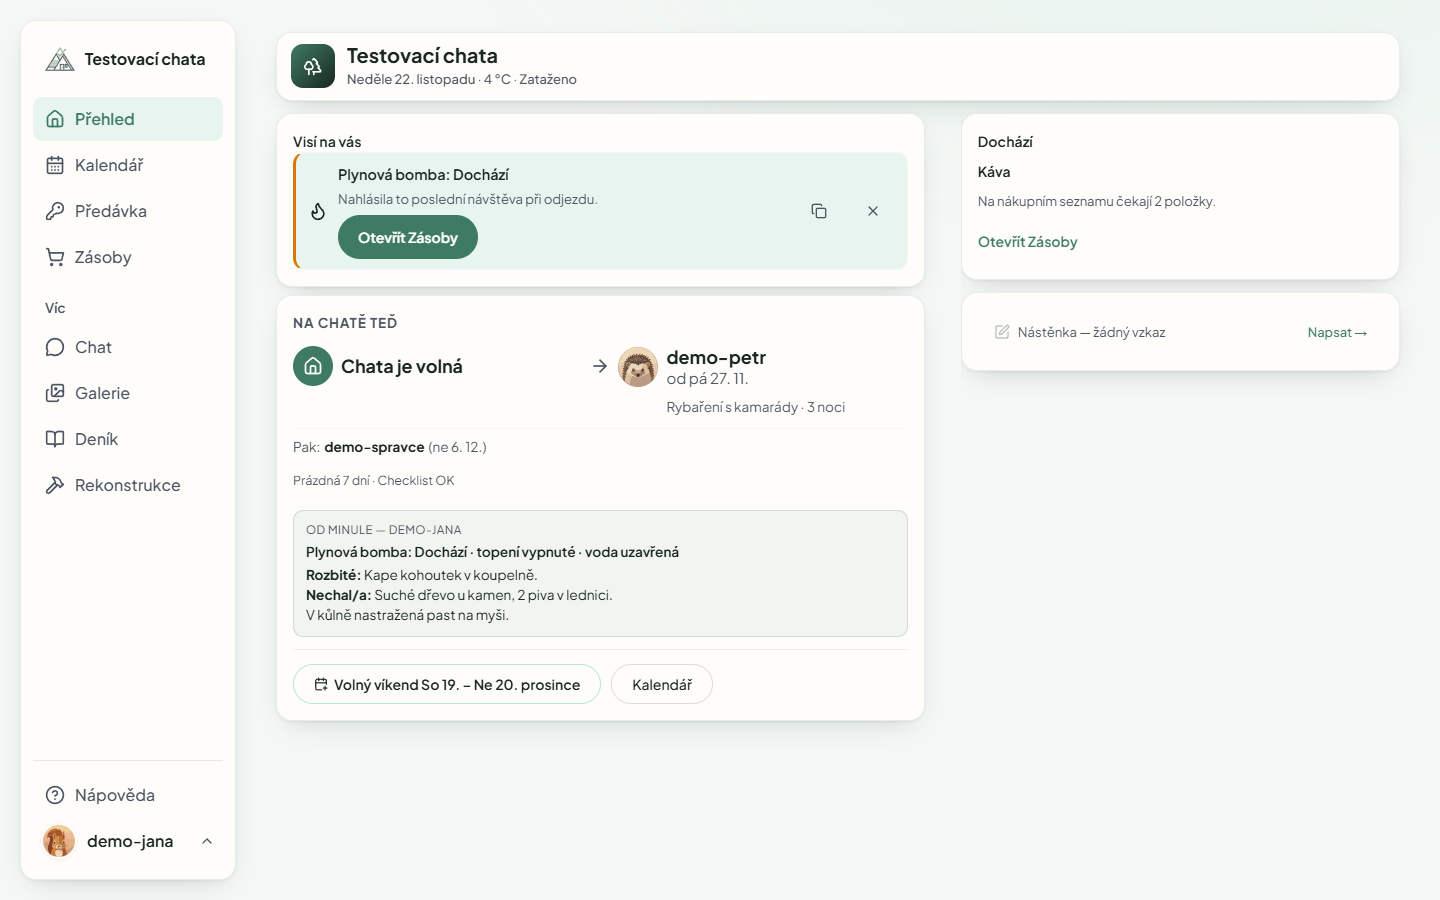 Testovací chata
Přehled
Kalendář
Předávka
Zásoby
Víc
Chat
Galerie
Deník
Rekonstrukce
Nápověda
demo-jana
Testovací chata
Neděle 22. listopadu · 4 °C · Zataženo
Visí na vás
Plynová bomba: Dochází
Nahlásila to poslední návštěva při odjezdu.
Otevřít Zásoby
NA CHATĚ TEĎ
Chata je volná
demo-petr
od pá 27. 11.
Rybaření s kamarády · 3 noci
Pak: demo-spravce (ne 6. 12.)
Prázdná 7 dní · Checklist OK
OD MINULE — DEMO-JANA
Plynová bomba: Dochází · topení vypnuté · voda uzavřená
Rozbité: Kape kohoutek v koupelně.
Nechal/a: Suché dřevo u kamen, 2 piva v lednici.
V kůlně nastražená past na myši.
Volný víkend So 19. – Ne 20. prosince
Kalendář
Dochází
Káva
Na nákupním seznamu čekají 2 položky.
Otevřít Zásoby
Nástěnka — žádný vzkaz
Napsat →